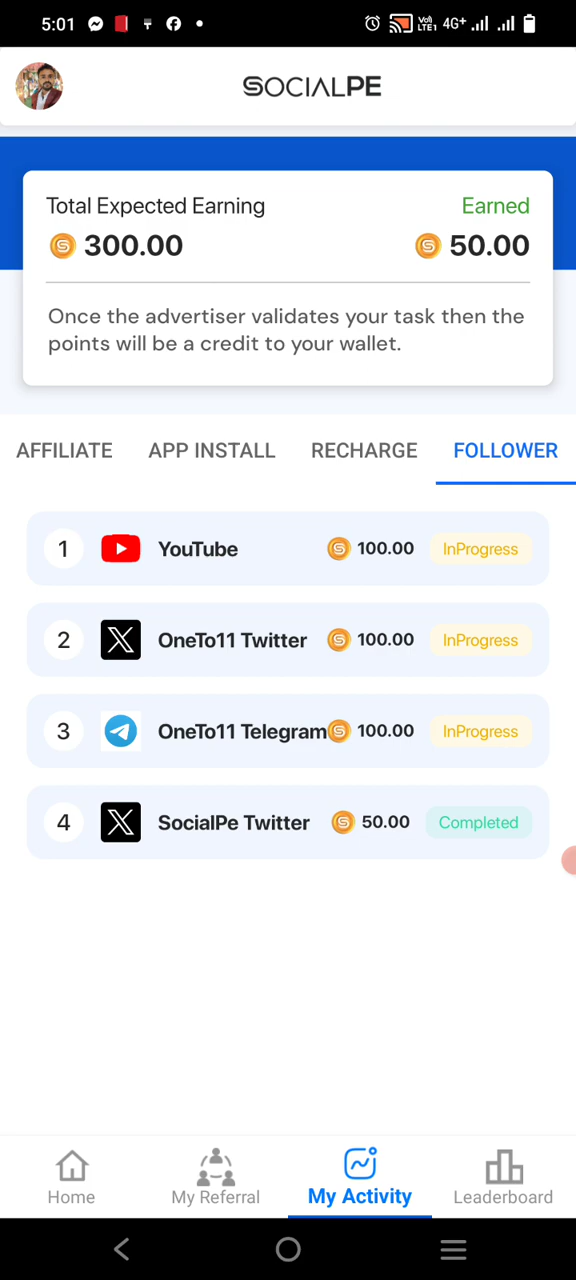 5:01 Vo) LTE1 4G+
SOCIALPE
Total Expected Earning Earned
300.00 50.00
Once the advertiser validates your task then the
points will be a credit to your wallet.
AFFILIATE APP INSTALL RECHARGE FOLLOWER
1 YouTube 100.00 InProgress
2 OneTo11 Twitter 100.00 InProgress
3 OneTo11 Telegram 100.00 InProgress
4 SocialPe Twitter 50.00 Completed
Home My Referral My Activity Leaderboard